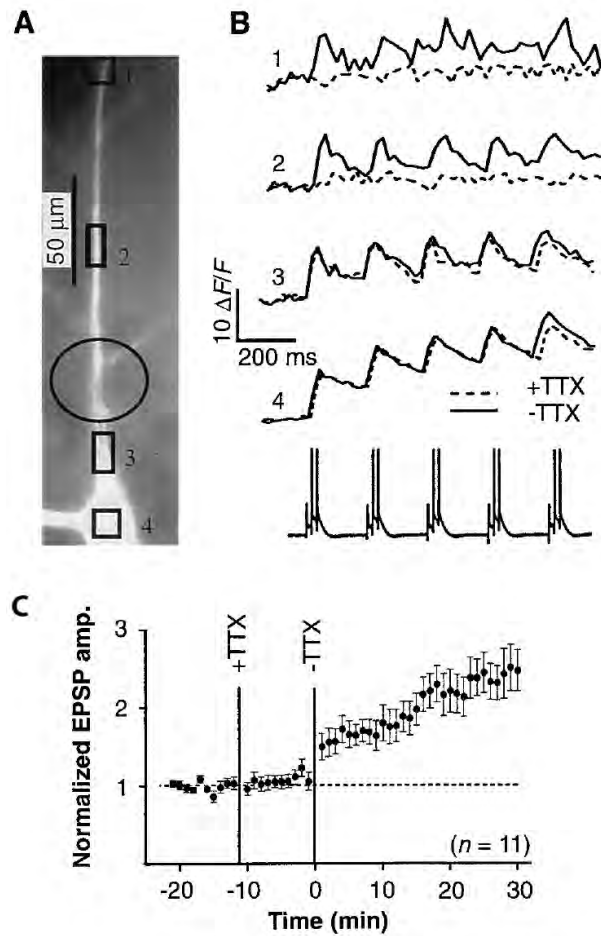 A
1
50 μm
2
3
4
B
1
2
3
10 ΔF/F
200 ms
4
+TTX
-TTX
C
Normalized EPSP amp.
3
2
1
+TTX
-TTX
(n = 11)
-20 -10 0 10 20 30
Time (min)